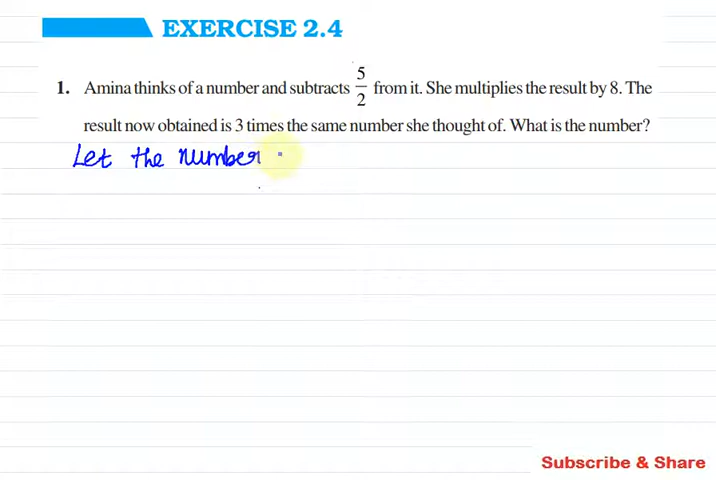 EXERCISE 2.4
1. Amina thinks of a number and subtracts 5/2 from it. She multiplies the result by 8. The
result now obtained is 3 times the same number she thought of. What is the number?
Let the number
Subscribe & Share